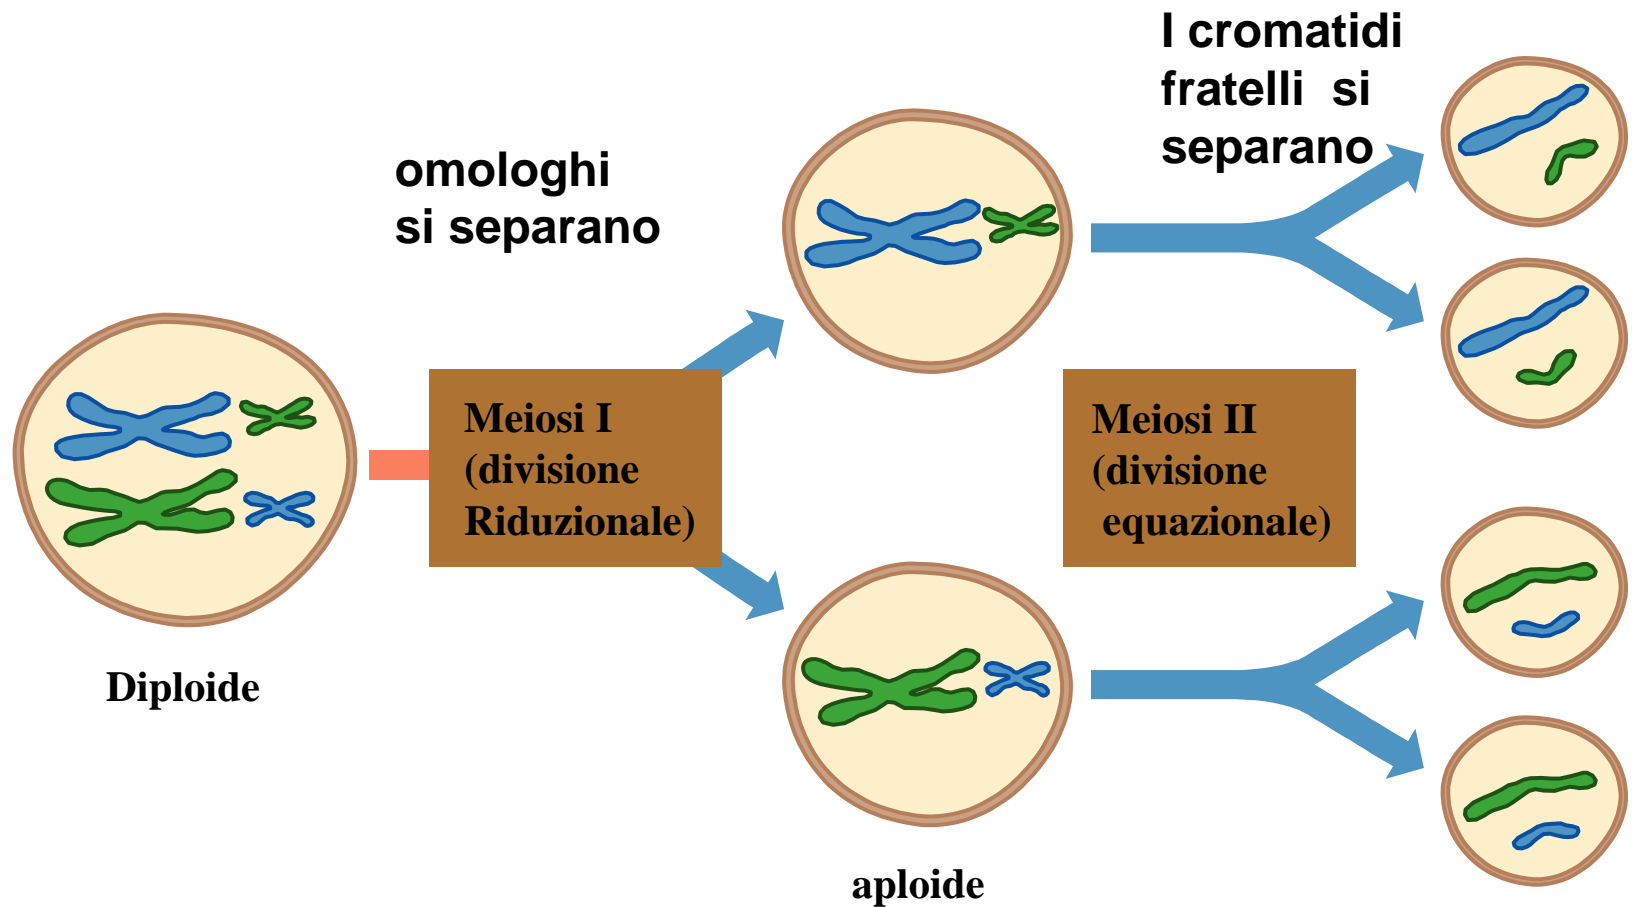 I cromatidi
fratelli si
separano
omologhi
si separano
Meiosi I
(divisione
Riduzionale)
Meiosi II
(divisione
equazionale)
Diploide
aploide